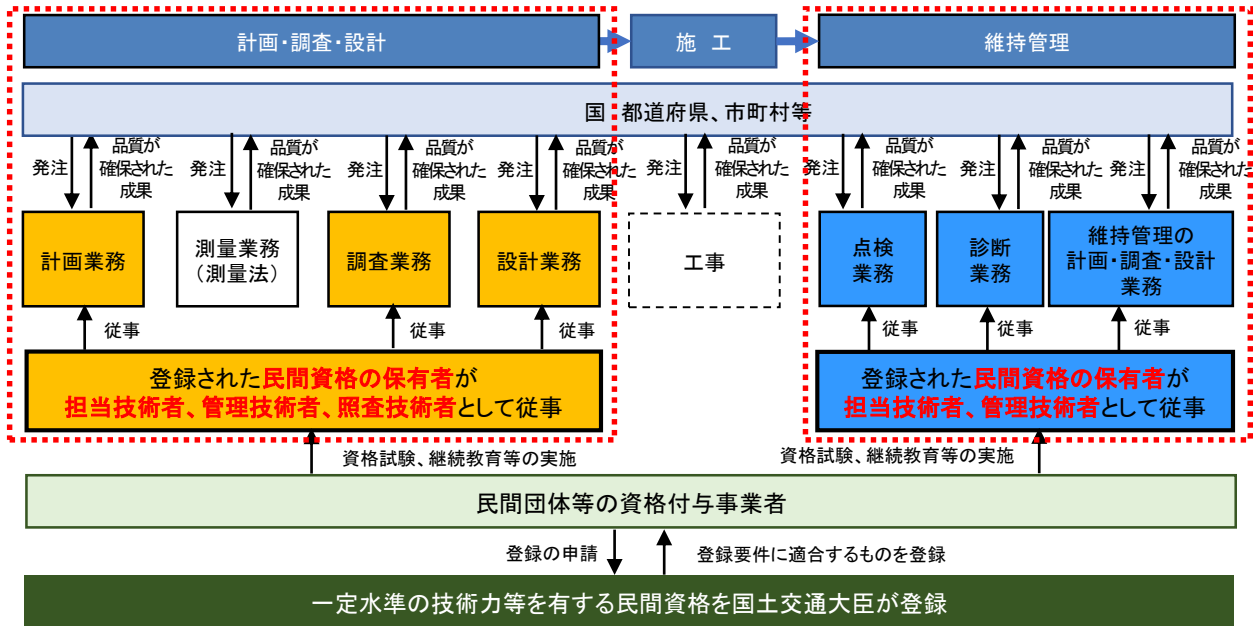 計画・調査・設計
施 工
維持管理
国 都道府県、市町村等
発注
品質が
確保された
成果
発注
品質が
確保された
成果
発注
品質が
確保された
成果
発注
品質が
確保された
成果
発注
品質が
確保された
成果
発注
品質が
確保された
成果
発注
品質が
確保された
成果
発注
品質が
確保された
成果
計画業務
測量業務
（測量法）
調査業務
設計業務
工事
点検
業務
診断
業務
維持管理の
計画・調査・設計
業務
従事
従事
従事
従事
従事
従事
登録された民間資格の保有者が
担当技術者、管理技術者、照査技術者として従事
登録された民間資格の保有者が
担当技術者、管理技術者として従事
資格試験、継続教育等の実施
資格試験、継続教育等の実施
民間団体等の資格付与事業者
登録の申請
登録要件に適合するものを登録
一定水準の技術力等を有する民間資格を国土交通大臣が登録